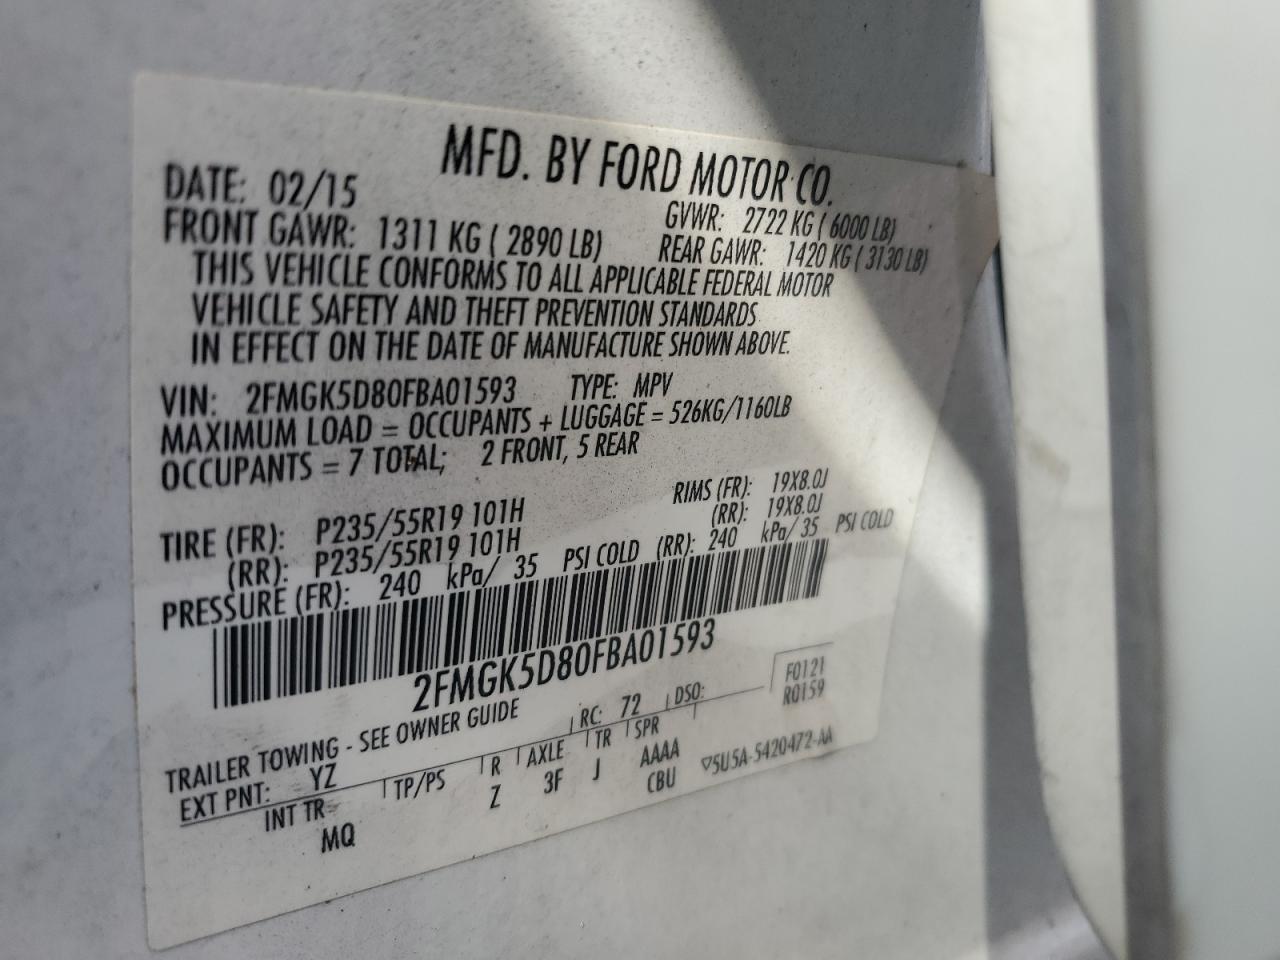 MFD. BY FORD MOTOR CO.
DATE: 02/15 GVWR: 2722 KG ( 6000 LB)
FRONT GAWR: 1311 KG ( 2890 LB) REAR GAWR: 1420 KG ( 3130 LB)
THIS VEHICLE CONFORMS TO ALL APPLICABLE FEDERAL MOTOR
VEHICLE SAFETY AND THEFT PREVENTION STANDARDS
IN EFFECT ON THE DATE OF MANUFACTURE SHOWN ABOVE.
VIN: 2FMGK5D80FBA01593 TYPE: MPV
MAXIMUM LOAD = OCCUPANTS + LUGGAGE = 526KG/1160LB
OCCUPANTS = 7 TOTAL; 2 FRONT, 5 REAR
TIRE (FR): P235/55R19 101H RIMS (FR): 19X8.0J
(RR): P235/55R19 101H (RR): 19X8.0J
PRESSURE (FR): 240 kPa/ 35 PSI COLD (RR): 240 kPa/ 35 PSI COLD
2FMGK5D80FBA01593
F0121
R0159
TRAILER TOWING - SEE OWNER GUIDE
EXT PNT: YZ RC: 72 DSO:
INT TR TP/PS R AXLE TR SPR
MQ Z 3F J AAAA
CBU
▽5U5A-5420472-AA